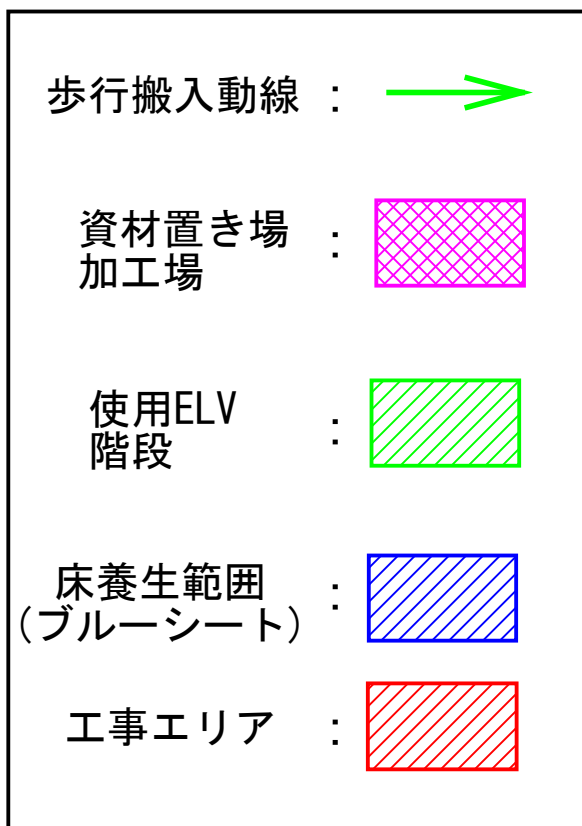 歩行搬入動線 :
資材置き場
加工場 :
使用ELV
階段 :
床養生範囲
(ブルーシート) :
工事エリア :